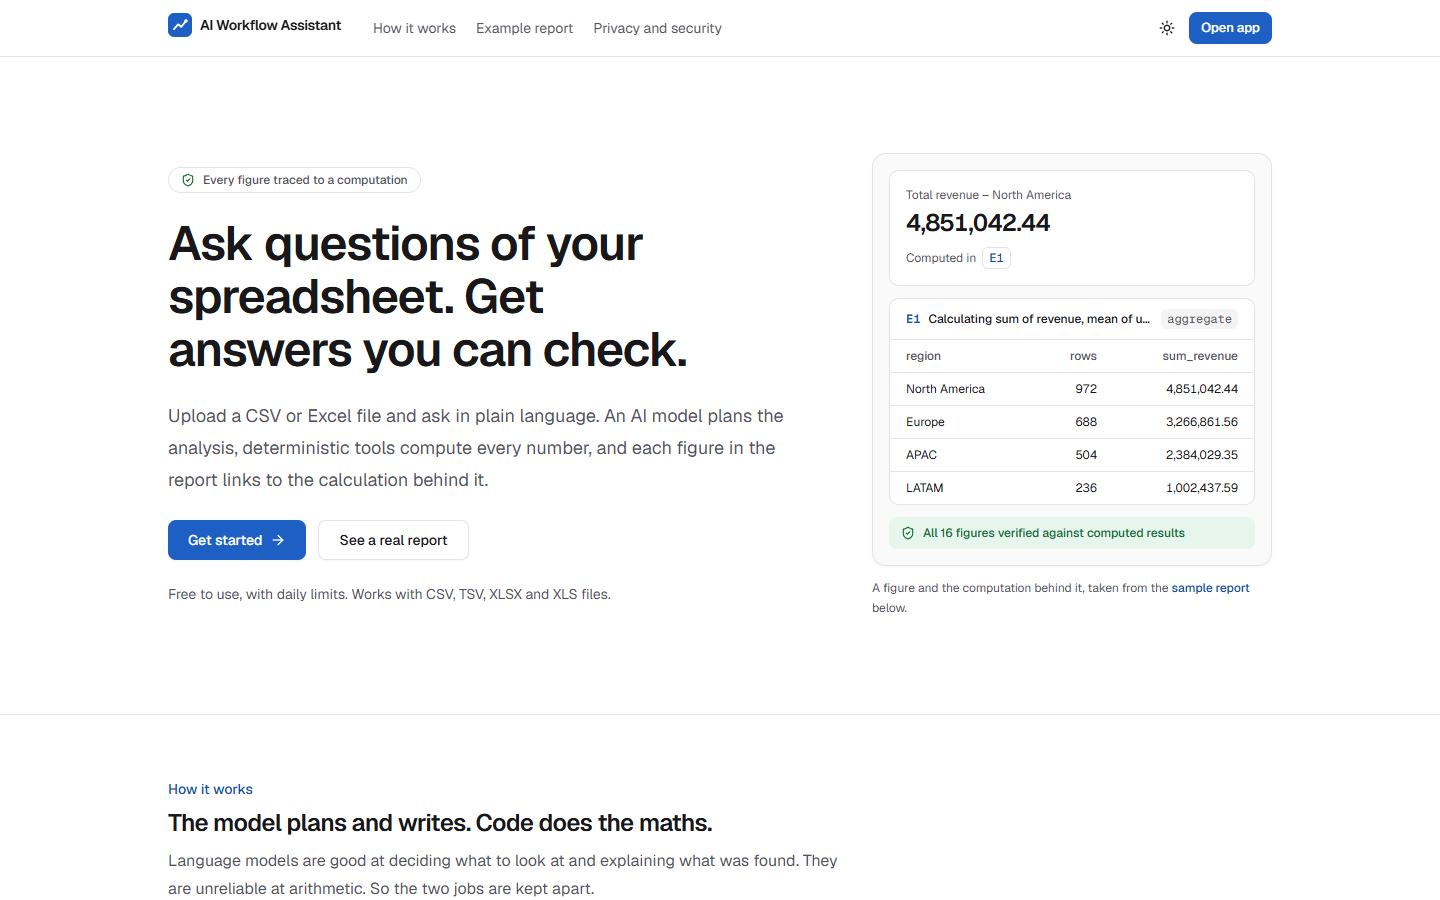 AI Workflow Assistant
How it works
Example report
Privacy and security
Open app
Every figure traced to a computation
Ask questions of your
spreadsheet. Get
answers you can check.
Upload a CSV or Excel file and ask in plain language. An AI model plans the
analysis, deterministic tools compute every number, and each figure in the
report links to the calculation behind it.
Get started
See a real report
Free to use, with daily limits. Works with CSV, TSV, XLSX and XLS files.
Total revenue – North America
4,851,042.44
Computed in E1
E1 Calculating sum of revenue, mean of u... aggregate
region rows sum_revenue
North America 972 4,851,042.44
Europe 688 3,266,861.56
APAC 504 2,384,029.35
LATAM 236 1,002,437.59
All 16 figures verified against computed results
A figure and the computation behind it, taken from the sample report
below.
How it works
The model plans and writes. Code does the maths.
Language models are good at deciding what to look at and explaining what was found. They
are unreliable at arithmetic. So the two jobs are kept apart.